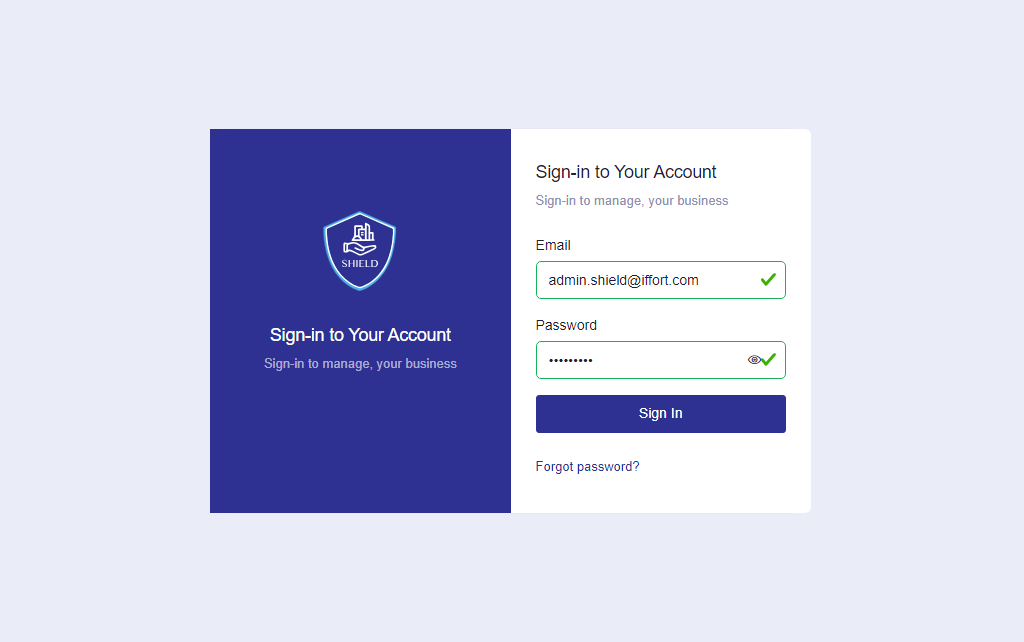 SHIELD
Sign-in to Your Account
Sign-in to manage, your business
Sign-in to Your Account
Sign-in to manage, your business
Email
admin.shield@iffort.com
Password
•••••••••
Sign In
Forgot password?